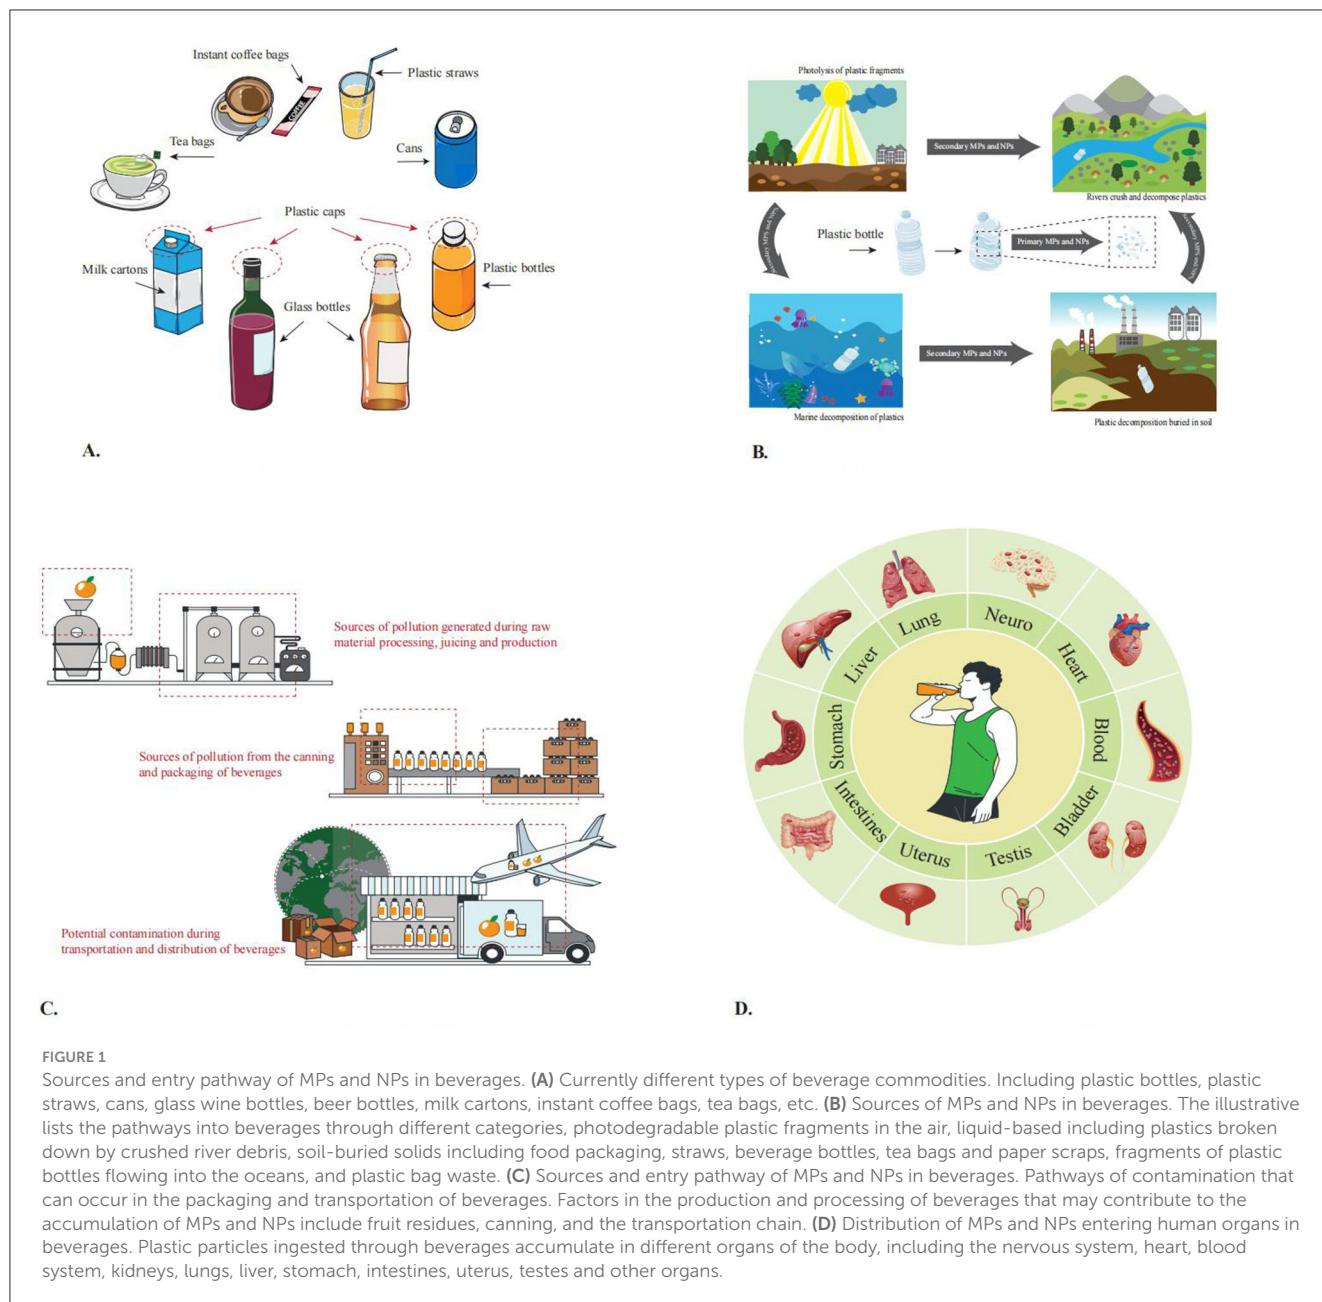 Instant coffee bags
Plastic straws
COFFEE
Tea bags
Cans
Plastic caps
Milk cartons
Plastic bottles
Glass bottles
A.
Photolysis of plastic fragments
Secondary MPs and NPs
Rivers crush and decompose plastics
Secondary MPs and NPs
Plastic bottle
Primary MPs and NPs
Secondary MPs and NPs
Secondary MPs and NPs
Marine decomposition of plastics
Plastic decomposition buried in soil
B.
Sources of pollution generated during raw
material processing, juicing and production
Sources of pollution from the canning
and packaging of beverages
Potential contamination during
transportation and distribution of beverages
C.
Lung
Neuro
Liver
Heart
Stomach
Blood
Intestines
Bladder
Uterus
Testis
D.
FIGURE 1
Sources and entry pathway of MPs and NPs in beverages. (A) Currently different types of beverage commodities. Including plastic bottles, plastic
straws, cans, glass wine bottles, beer bottles, milk cartons, instant coffee bags, tea bags, etc. (B) Sources of MPs and NPs in beverages. The illustrative
lists the pathways into beverages through different categories, photodegradable plastic fragments in the air, liquid-based including plastics broken
down by crushed river debris, soil-buried solids including food packaging, straws, beverage bottles, tea bags and paper scraps, fragments of plastic
bottles flowing into the oceans, and plastic bag waste. (C) Sources and entry pathway of MPs and NPs in beverages. Pathways of contamination that
can occur in the packaging and transportation of beverages. Factors in the production and processing of beverages that may contribute to the
accumulation of MPs and NPs include fruit residues, canning, and the transportation chain. (D) Distribution of MPs and NPs entering human organs in
beverages. Plastic particles ingested through beverages accumulate in different organs of the body, including the nervous system, heart, blood
system, kidneys, lungs, liver, stomach, intestines, uterus, testes and other organs.